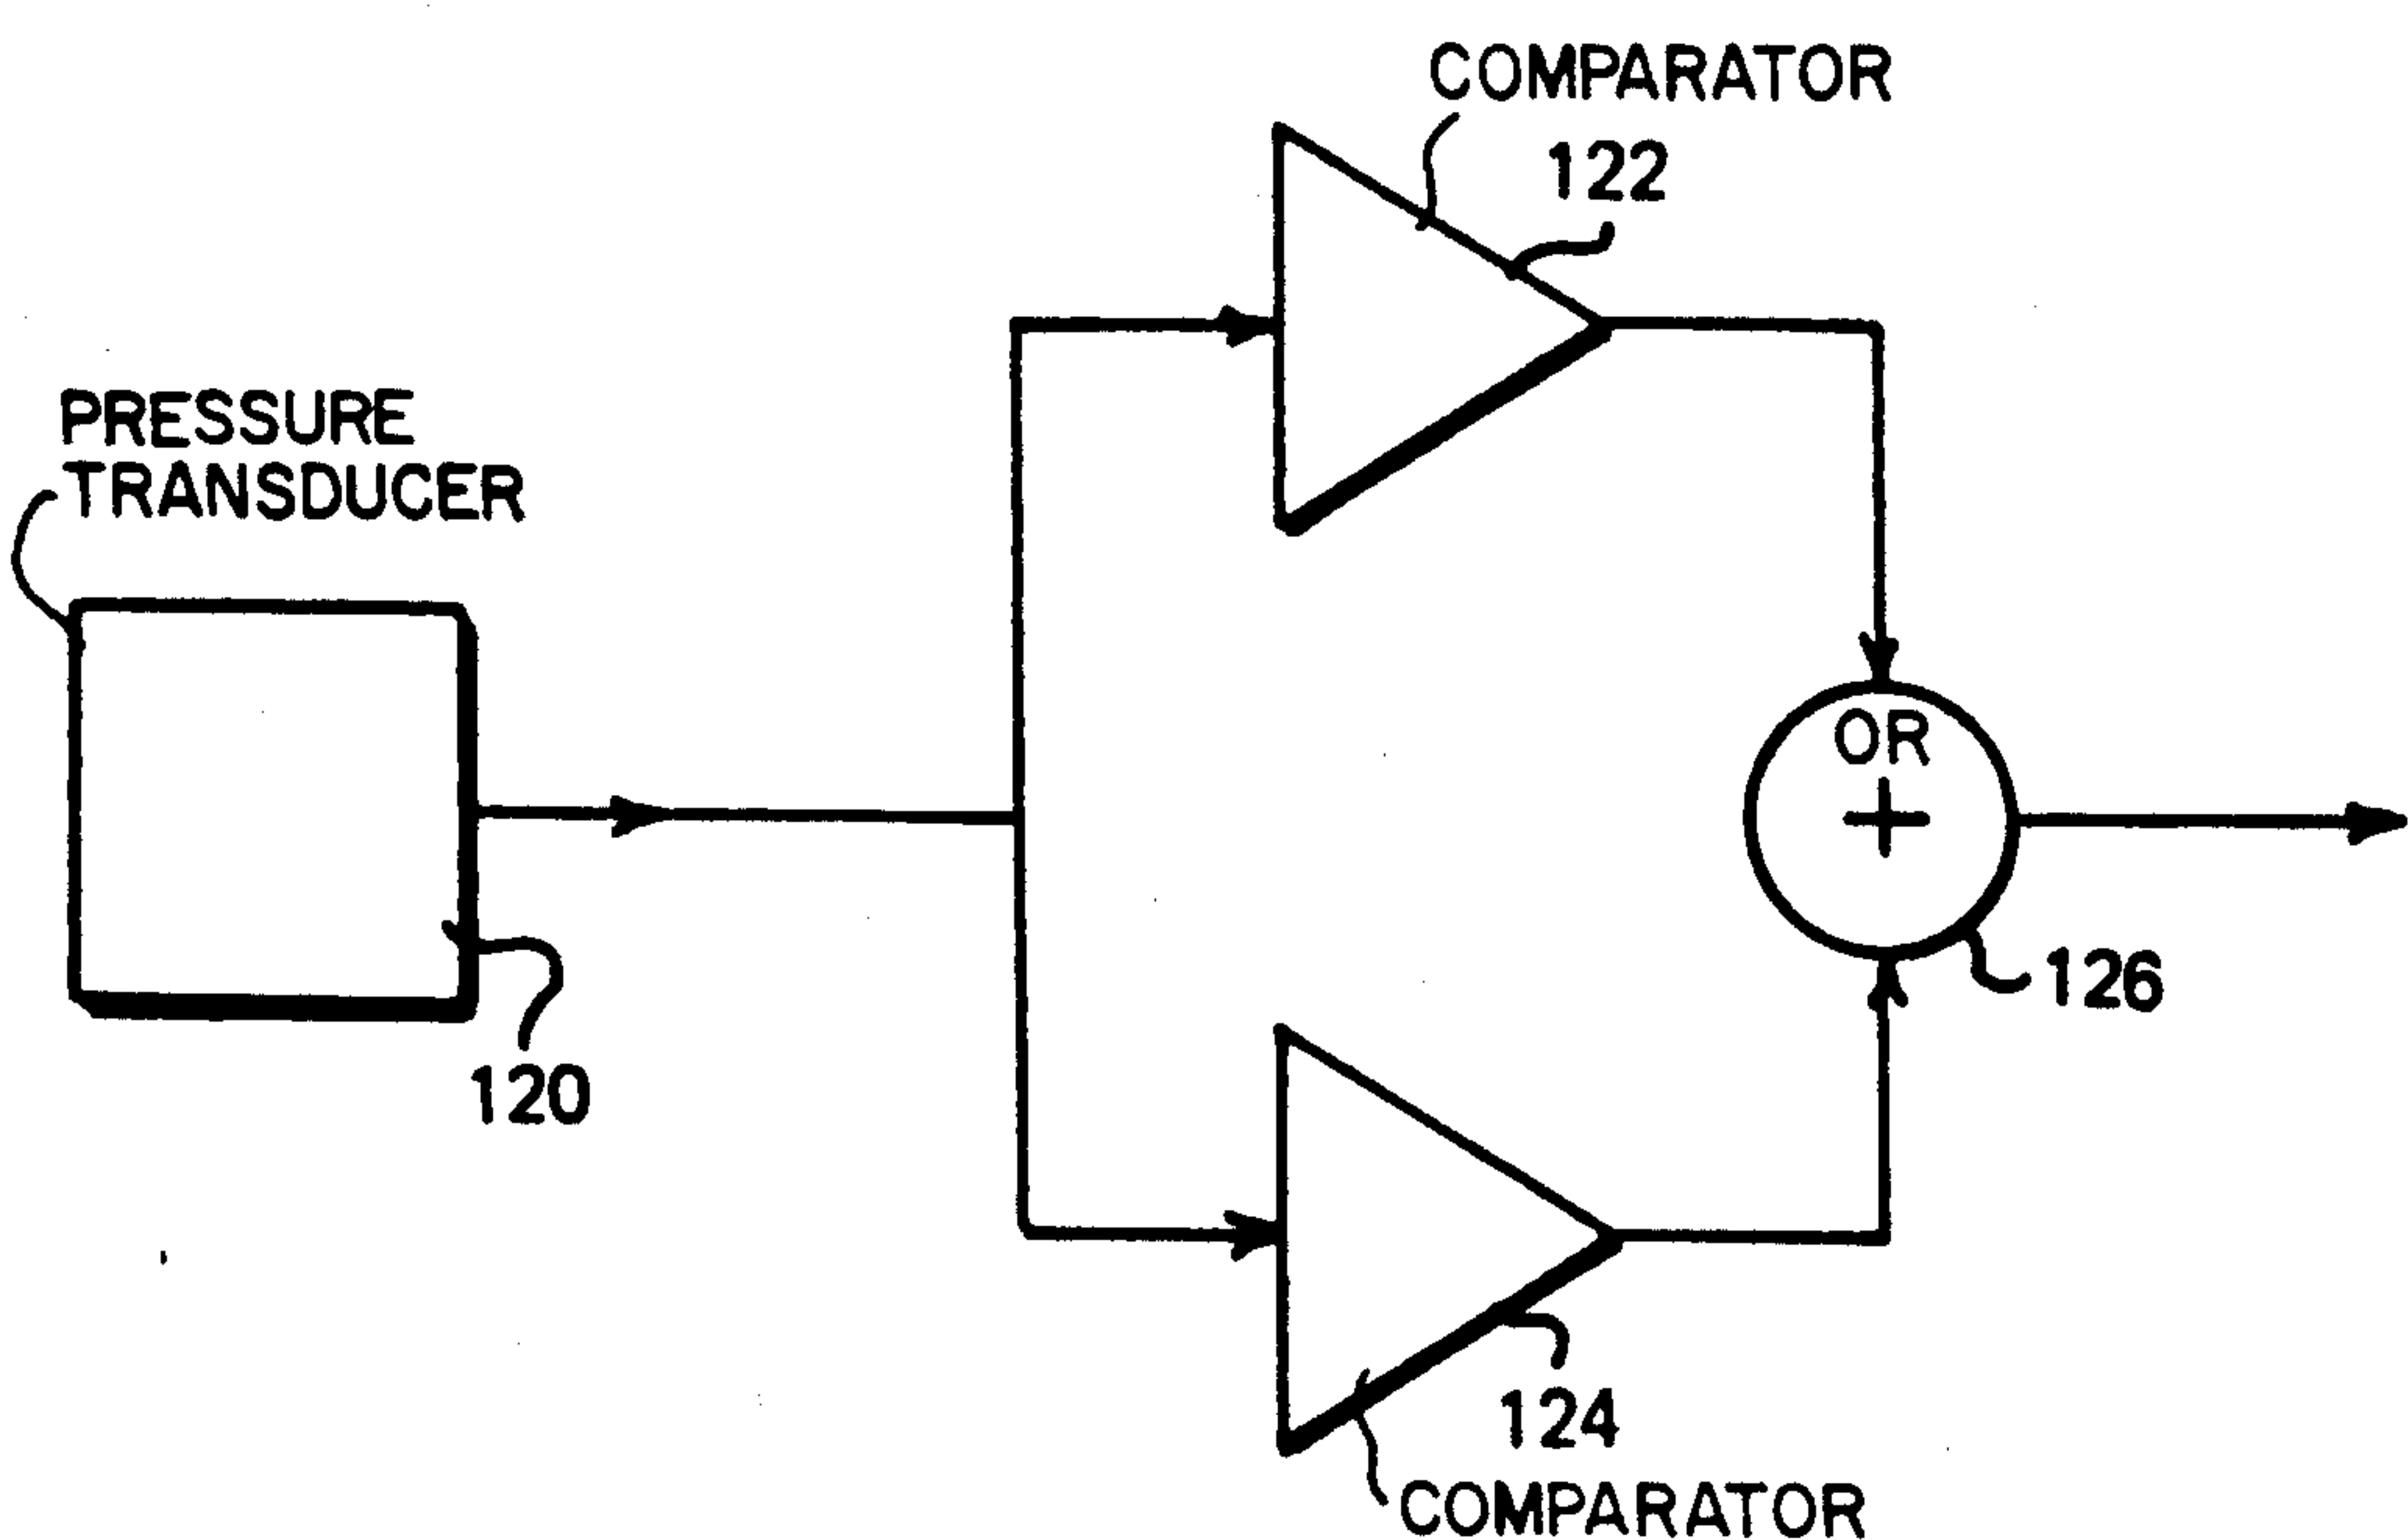 COMPARATOR
122
PRESSURE
TRANSDUCER
OR
+
126
120
124
COMPARATOR